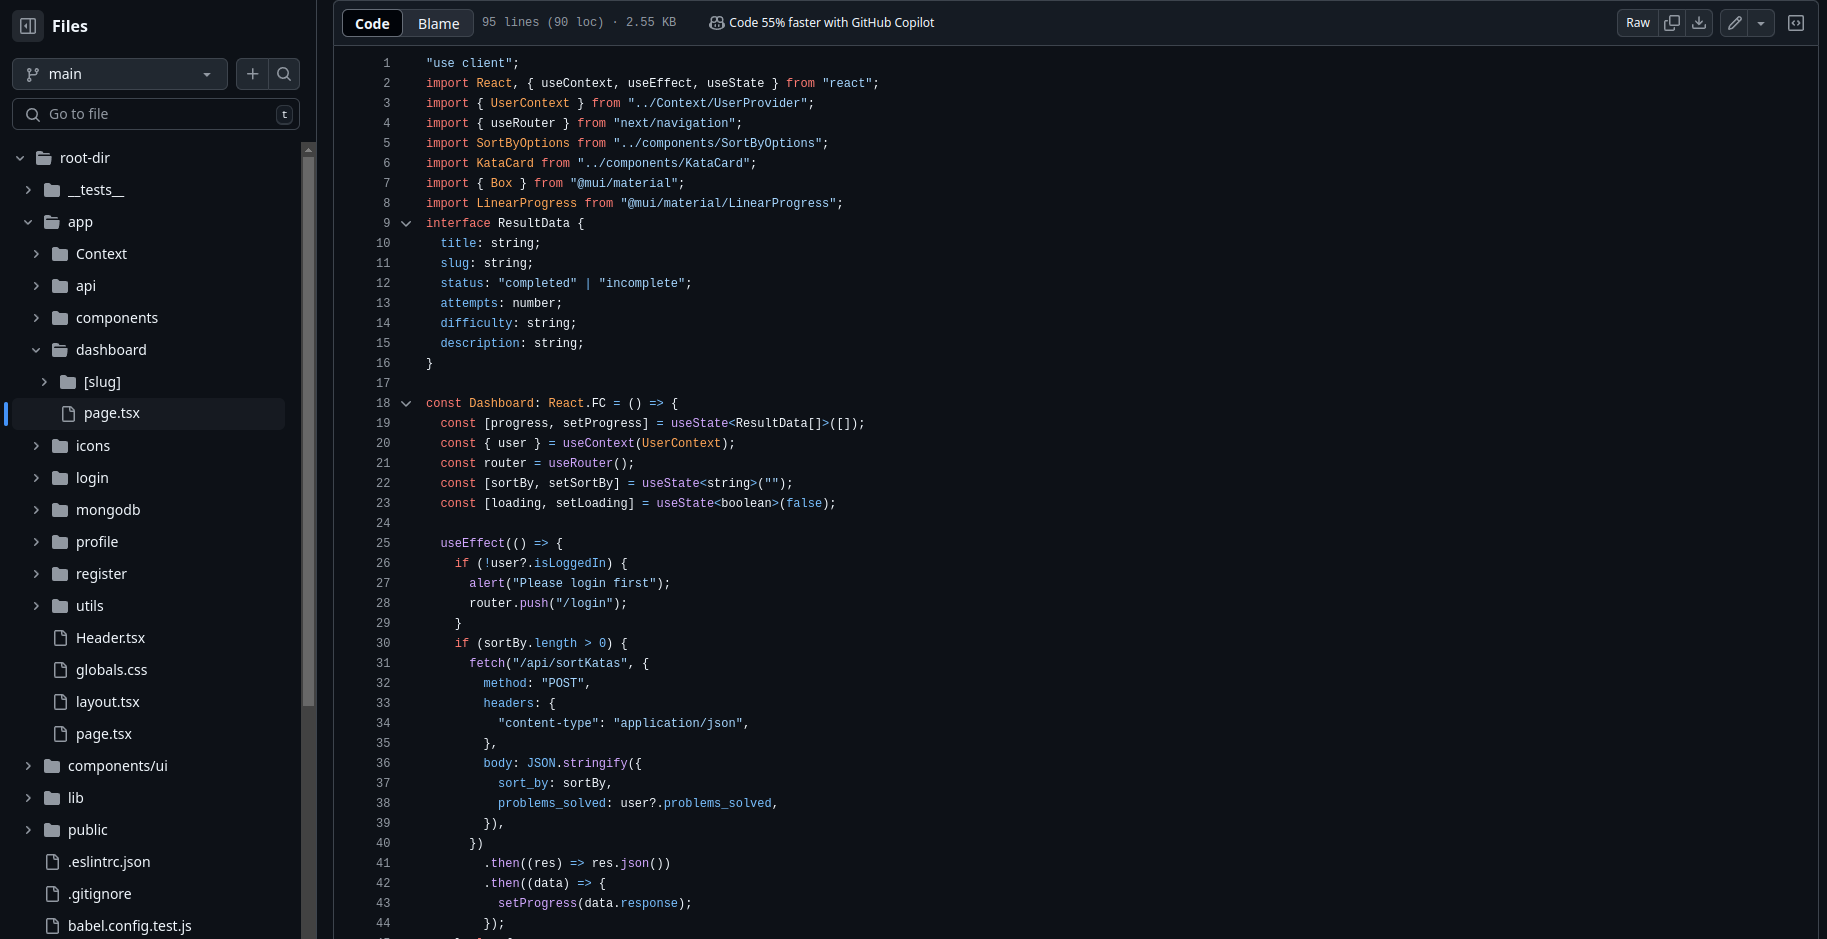 Files
main
Go to file
t
root-dir
__tests__
app
Context
api
components
dashboard
[slug]
page.tsx
icons
login
mongodb
profile
register
utils
Header.tsx
globals.css
layout.tsx
page.tsx
components/ui
lib
public
.eslintrc.json
.gitignore
babel.config.test.js
Code Blame 95 lines (90 loc) · 2.55 KB Code 55% faster with GitHub Copilot Raw
1 "use client";
2 import React, { useContext, useEffect, useState } from "react";
3 import { UserContext } from "../Context/UserProvider";
4 import { useRouter } from "next/navigation";
5 import SortByOptions from "../components/SortByOptions";
6 import KataCard from "../components/KataCard";
7 import { Box } from "@mui/material";
8 import LinearProgress from "@mui/material/LinearProgress";
9 interface ResultData {
10   title: string;
11   slug: string;
12   status: "completed" | "incomplete";
13   attempts: number;
14   difficulty: string;
15   description: string;
16 }
17
18 const Dashboard: React.FC = () => {
19   const [progress, setProgress] = useState<ResultData[]>([]);
20   const { user } = useContext(UserContext);
21   const router = useRouter();
22   const [sortBy, setSortBy] = useState<string>("");
23   const [loading, setLoading] = useState<boolean>(false);
24
25   useEffect(() => {
26     if (!user?.isLoggedIn) {
27       alert("Please login first");
28       router.push("/login");
29     }
30     if (sortBy.length > 0) {
31       fetch("/api/sortKatas", {
32         method: "POST",
33         headers: {
34           "content-type": "application/json",
35         },
36         body: JSON.stringify({
37           sort_by: sortBy,
38           problems_solved: user?.problems_solved,
39         }),
40       })
41         .then((res) => res.json())
42         .then((data) => {
43           setProgress(data.response);
44         });